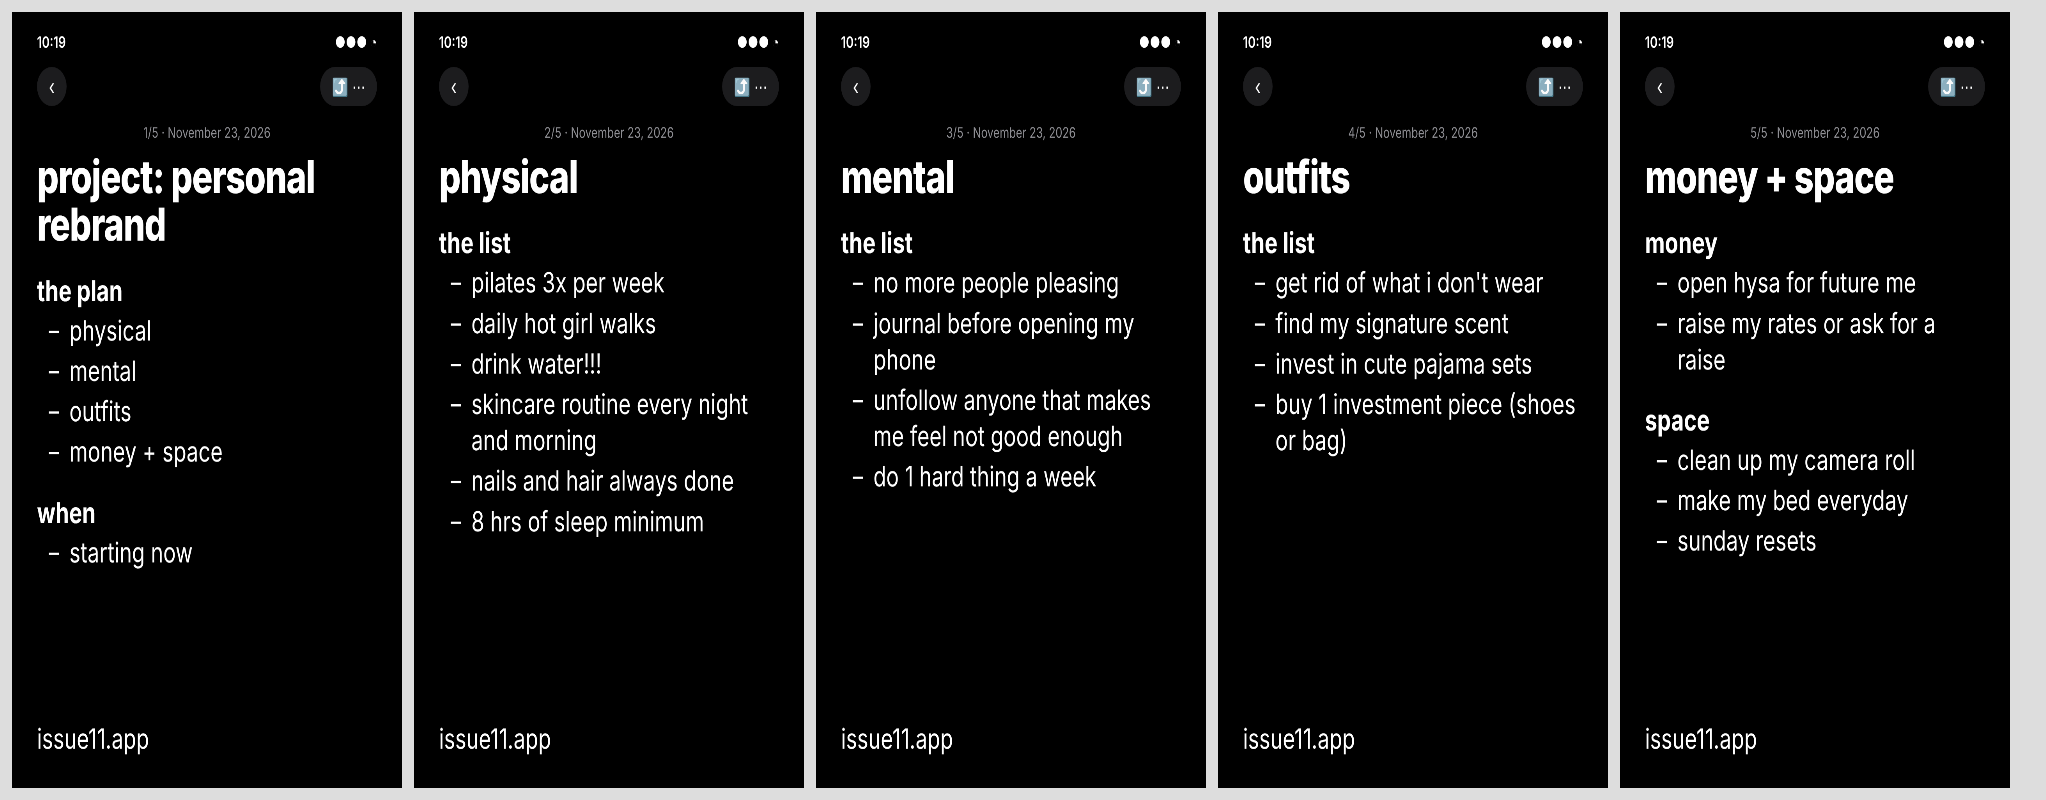 10:19
1/5 · November 23, 2026
project: personal
rebrand
the plan
– physical
– mental
– outfits
– money + space
when
– starting now
issue11.app
10:19
2/5 · November 23, 2026
physical
the list
– pilates 3x per week
– daily hot girl walks
– drink water!!!
– skincare routine every night
and morning
– nails and hair always done
– 8 hrs of sleep minimum
issue11.app
10:19
3/5 · November 23, 2026
mental
the list
– no more people pleasing
– journal before opening my
phone
– unfollow anyone that makes
me feel not good enough
– do 1 hard thing a week
issue11.app
10:19
4/5 · November 23, 2026
outfits
the list
– get rid of what i don't wear
– find my signature scent
– invest in cute pajama sets
– buy 1 investment piece (shoes
or bag)
issue11.app
10:19
5/5 · November 23, 2026
money + space
money
– open hysa for future me
– raise my rates or ask for a
raise
space
– clean up my camera roll
– make my bed everyday
– sunday resets
issue11.app